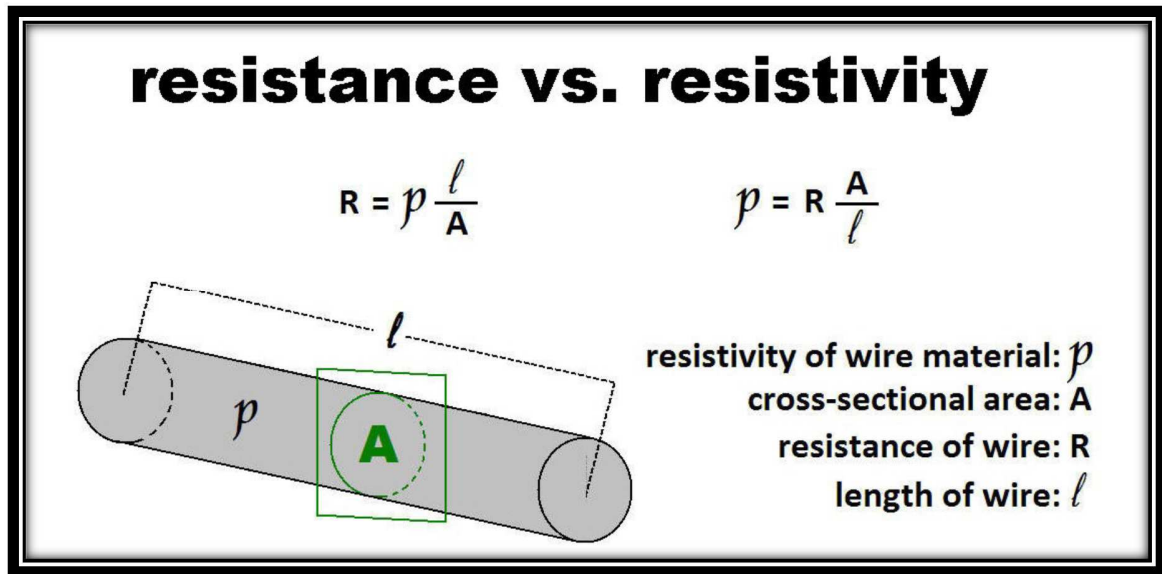 resistance vs. resistivity
R = p ℓ/A
p = R A/ℓ
ℓ
p
A
resistivity of wire material: p
cross-sectional area: A
resistance of wire: R
length of wire: ℓ